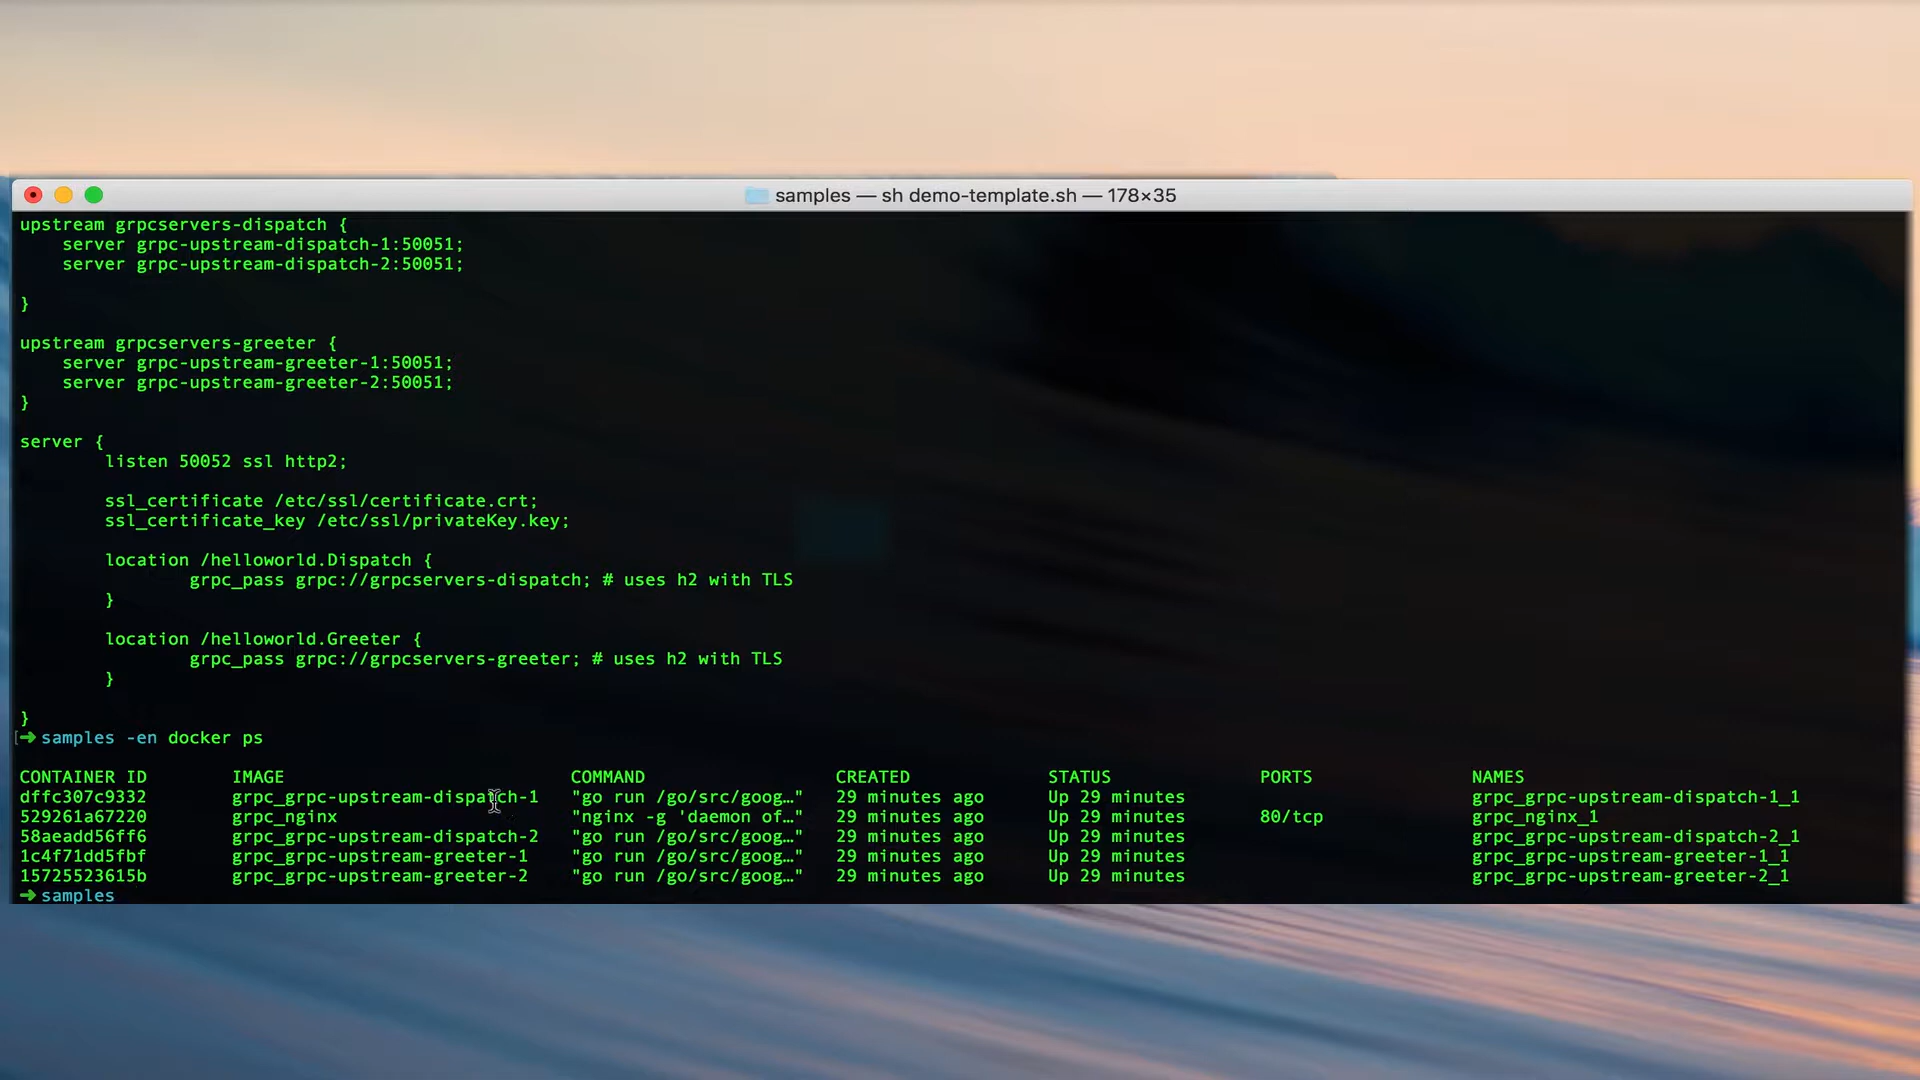 samples — sh demo-template.sh — 178×35
upstream grpcservers-dispatch {
    server grpc-upstream-dispatch-1:50051;
    server grpc-upstream-dispatch-2:50051;
}
upstream grpcservers-greeter {
    server grpc-upstream-greeter-1:50051;
    server grpc-upstream-greeter-2:50051;
}
server {
        listen 50052 ssl http2;
        ssl_certificate /etc/ssl/certificate.crt;
        ssl_certificate_key /etc/ssl/privateKey.key;
        location /helloworld.Dispatch {
                grpc_pass grpc://grpcservers-dispatch; # uses h2 with TLS
        }
        location /helloworld.Greeter {
                grpc_pass grpc://grpcservers-greeter; # uses h2 with TLS
        }
}
[➜ samples -en docker ps
CONTAINER ID        IMAGE                           COMMAND                  CREATED             STATUS              PORTS               NAMES
dffc307c9332        grpc_grpc-upstream-dispatch-1   "go run /go/src/goog…"   29 minutes ago      Up 29 minutes                           grpc_grpc-upstream-dispatch-1_1
529261a67220        grpc_nginx                      "nginx -g 'daemon of…"   29 minutes ago      Up 29 minutes       80/tcp              grpc_nginx_1
58aeadd56ff6        grpc_grpc-upstream-dispatch-2   "go run /go/src/goog…"   29 minutes ago      Up 29 minutes                           grpc_grpc-upstream-dispatch-2_1
1c4f71dd5fbf        grpc_grpc-upstream-greeter-1    "go run /go/src/goog…"   29 minutes ago      Up 29 minutes                           grpc_grpc-upstream-greeter-1_1
15725523615b        grpc_grpc-upstream-greeter-2    "go run /go/src/goog…"   29 minutes ago      Up 29 minutes                           grpc_grpc-upstream-greeter-2_1
➜ samples